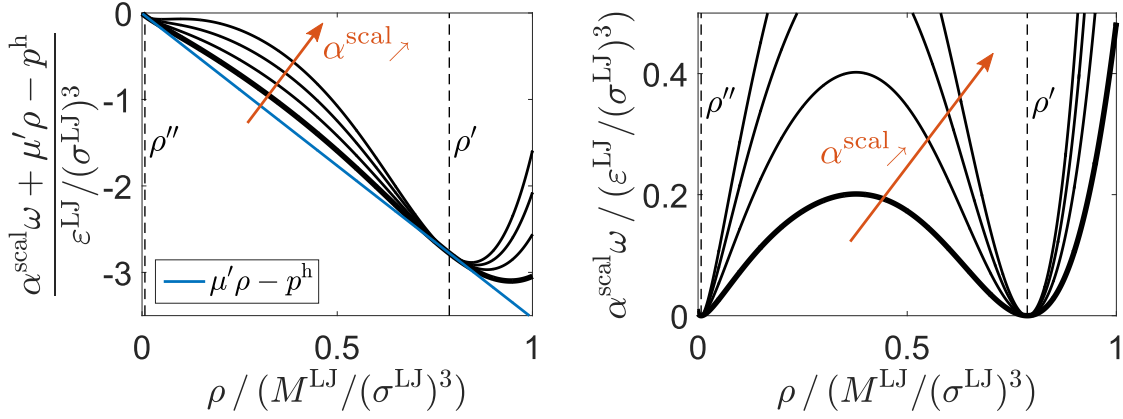 α^scal ω + μ′ρ − p^h
ε^LJ/(σ^LJ)^3
0
-1
-2
-3
ρ″
ρ′
α^scal ↗
μ′ρ − p^h
0
0.5
1
ρ / (M^LJ/(σ^LJ)^3)
α^scal ω / (ε^LJ/(σ^LJ)^3)
0.4
0.2
0
ρ″
ρ′
α^scal ↗
0
0.5
1
ρ / (M^LJ/(σ^LJ)^3)